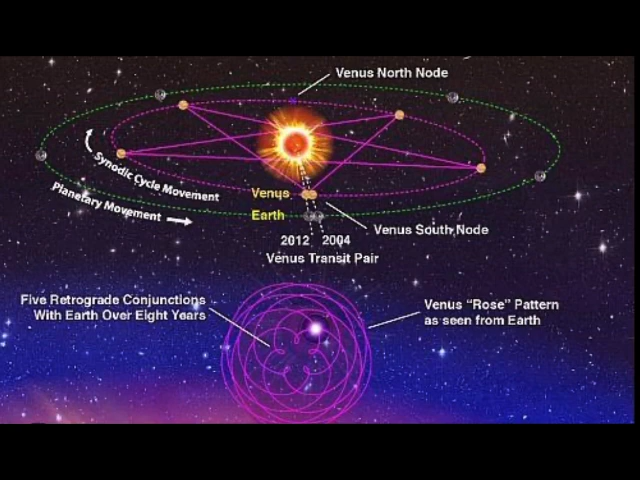 Venus North Node
Synodic Cycle Movement
Planetary Movement
Venus
Earth
Venus South Node
2012 2004
Venus Transit Pair
Five Retrograde Conjunctions
With Earth Over Eight Years
Venus “Rose” Pattern
as seen from Earth